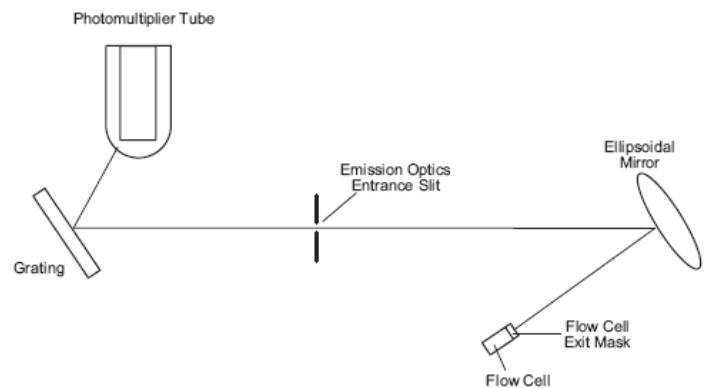 Photomultiplier Tube
Emission Optics
Entrance Slit
Ellipsoidal
Mirror
Grating
Flow Cell
Exit Mask
Flow Cell